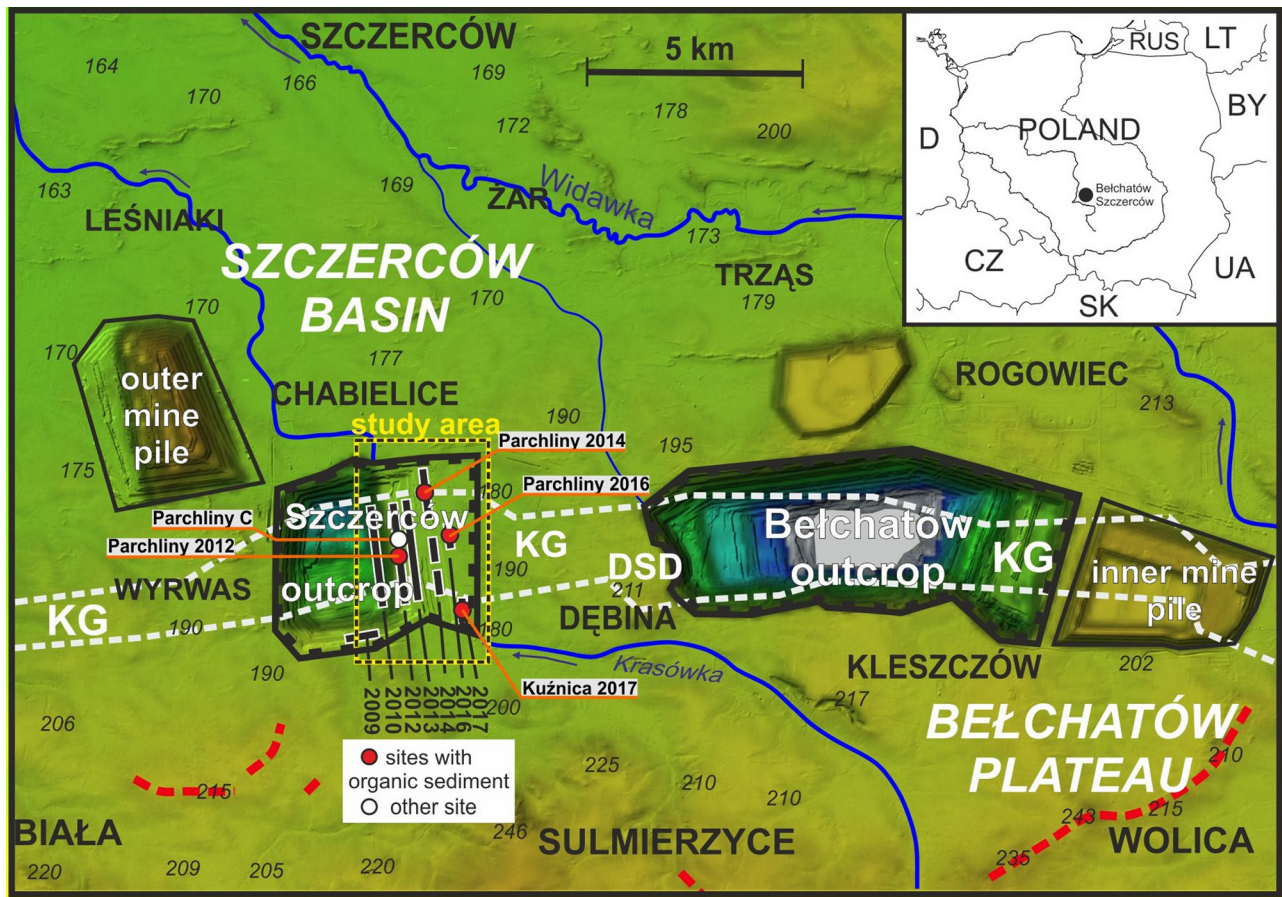 SZCZERCÓW
5 km
164
166
169
170
178
172
200
169
163
LEŚNIAKI
ŻAR
Widawka
173
TRZĄS
179
SZCZERCÓW
BASIN
170
170
177
170
RUS
LT
BY
POLAND
D
Bełchatów
Szczerców
CZ
UA
SK
outer
mine
pile
175
CHABIELICE
study area
190
195
ROGOWIEC
213
Parchliny 2014
180
Parchliny 2016
Parchliny C
Parchliny 2012
Szczerców
outcrop
KG
190
Bełchatów
outcrop
DSD
211
KG
inner mine
pile
WYRWAS
KG
190
190
DĘBINA
180
Krasówka
KLESZCZÓW
202
217
Kuźnica 2017
200
2009
2010
2012
2013
2014
2016
2017
sites with
organic sediment
other site
206
215
BEŁCHATÓW
PLATEAU
210
225
210
210
215
243
BIAŁA
246
SULMIERZYCE
WOLICA
235
220
209
205
220